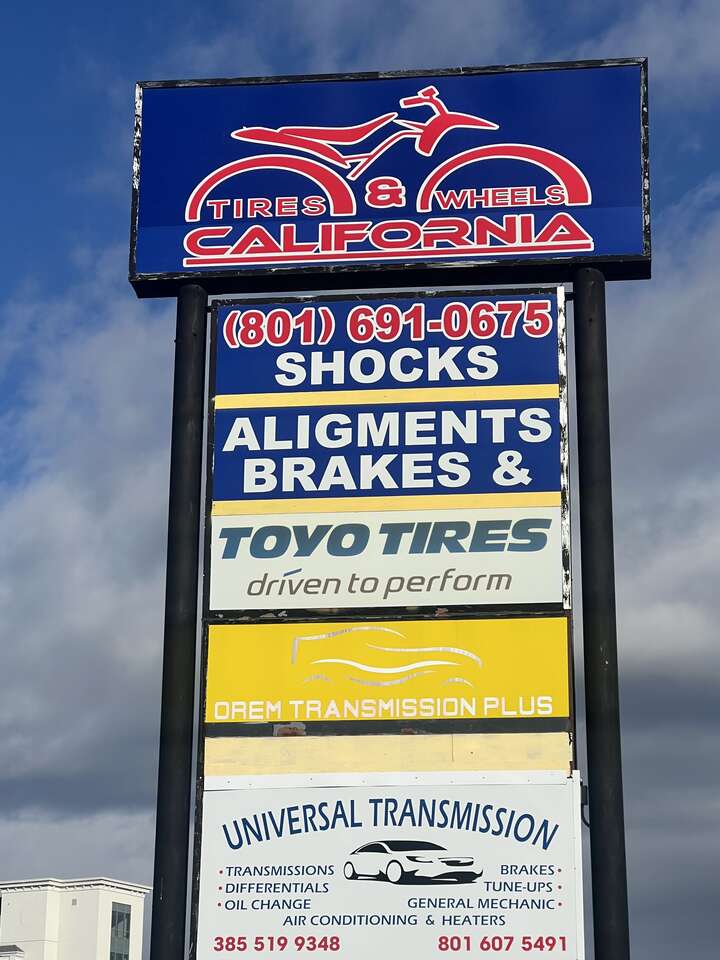 TIRES & WHEELS
CALIFORNIA
(801) 691-0675
SHOCKS
ALIGMENTS
BRAKES &
TOYO TIRES
driven to perform
OREM TRANSMISSION PLUS
UNIVERSAL TRANSMISSION
• TRANSMISSIONS BRAKES •
• DIFFERENTIALS TUNE-UPS •
• OIL CHANGE GENERAL MECHANIC •
AIR CONDITIONING & HEATERS
385 519 9348 801 607 5491